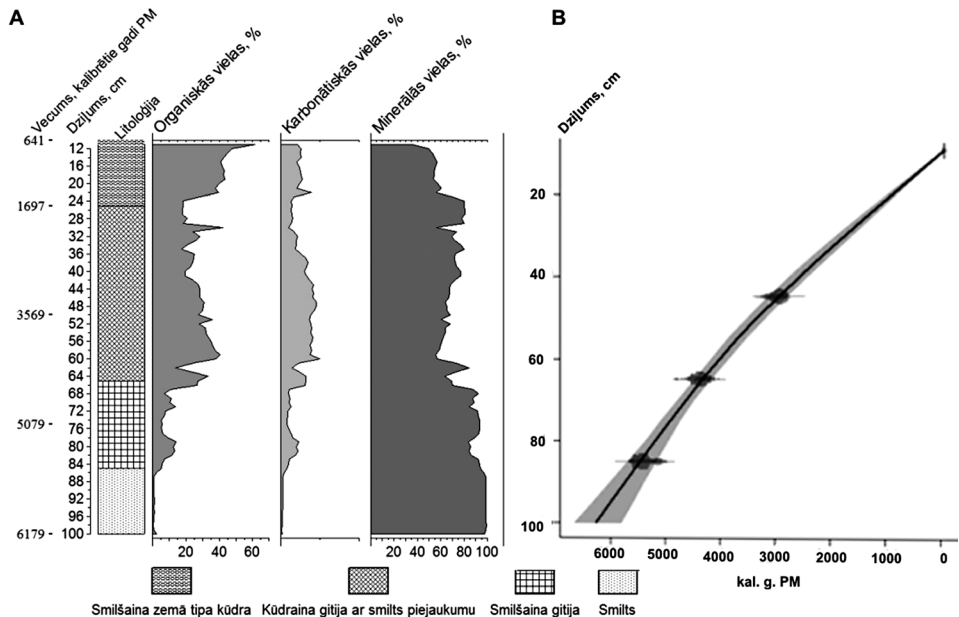 A
B
Vecums, kalibrētie gadi PM
Dziļums, cm
Litoloģija
Organiskās vielas, %
Karbonātiskās vielas, %
Minerālās vielas, %
Dziļums, cm
641
1697
3569
5079
6179
12
16
20
24
28
32
36
40
44
48
52
56
60
64
68
72
76
80
84
88
92
96
100
20 40 60
20 40 60 80 100
20
40
60
80
100
6000 5000 4000 3000 2000 1000 0
kal. g. PM
Smilšaina zemā tipa kūdra
Kūdraina gitija ar smilts piejaukumu
Smilšaina gitija
Smilts